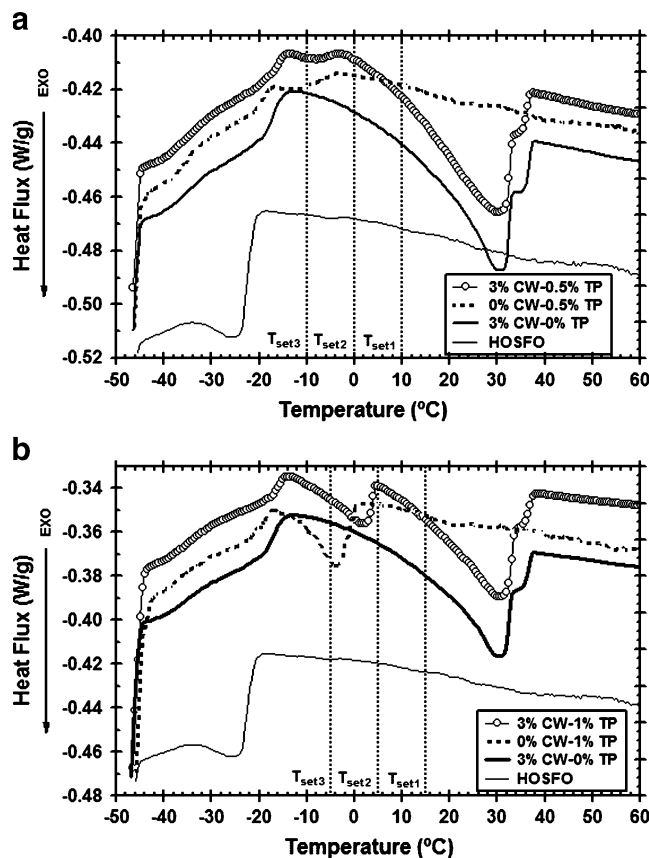 a
-0.40
-0.42
-0.44
-0.46
-0.48
-0.50
-0.52
Heat Flux (W/g)
EXO
3% CW-0.5% TP
0% CW-0.5% TP
3% CW-0% TP
HOSFO
Tset3 Tset2 Tset1
-50 -40 -30 -20 -10 0 10 20 30 40 50 60
Temperature (ºC)
b
-0.34
-0.36
-0.38
-0.40
-0.42
-0.44
-0.46
-0.48
Heat Flux (W/g)
EXO
3% CW-1% TP
0% CW-1% TP
3% CW-0% TP
HOSFO
Tset3 Tset2 Tset1
-50 -40 -30 -20 -10 0 10 20 30 40 50 60
Temperature (ºC)